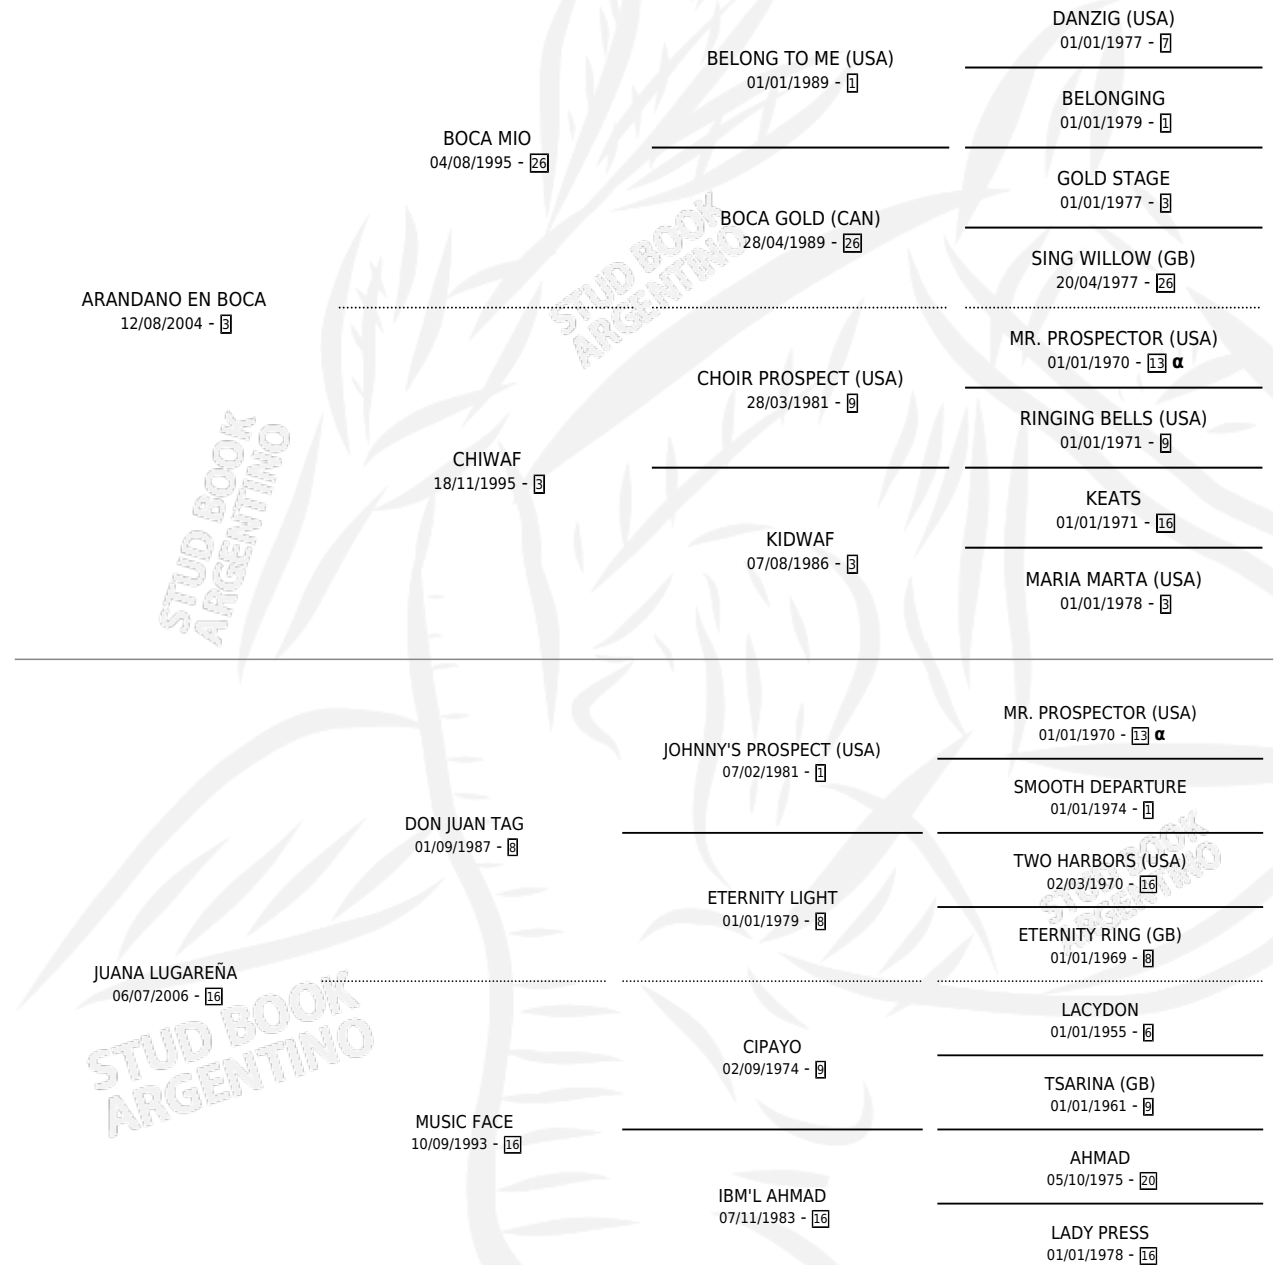 DANZIG (USA)
01/01/1977 - 7
BELONG TO ME (USA)
01/01/1989 - 1
BELONGING
01/01/1979 - 1
BOCA MIO
04/08/1995 - 26
GOLD STAGE
01/01/1977 - 3
BOCA GOLD (CAN)
28/04/1989 - 26
SING WILLOW (GB)
20/04/1977 - 26
ARANDANO EN BOCA
12/08/2004 - 3
MR. PROSPECTOR (USA)
01/01/1970 - 13 α
CHOIR PROSPECT (USA)
28/03/1981 - 9
RINGING BELLS (USA)
01/01/1971 - 9
CHIWAF
18/11/1995 - 3
KEATS
01/01/1971 - 16
KIDWAF
07/08/1986 - 3
MARIA MARTA (USA)
01/01/1978 - 3
MR. PROSPECTOR (USA)
01/01/1970 - 13 α
JOHNNY'S PROSPECT (USA)
07/02/1981 - 1
SMOOTH DEPARTURE
01/01/1974 - 1
DON JUAN TAG
01/09/1987 - 8
TWO HARBORS (USA)
02/03/1970 - 16
ETERNITY LIGHT
01/01/1979 - 8
ETERNITY RING (GB)
01/01/1969 - 8
JUANA LUGAREÑA
06/07/2006 - 16
LACYDON
01/01/1955 - 6
CIPAYO
02/09/1974 - 9
TSARINA (GB)
01/01/1961 - 9
MUSIC FACE
10/09/1993 - 16
AHMAD
05/10/1975 - 20
IBM'L AHMAD
07/11/1983 - 16
LADY PRESS
01/01/1978 - 16
STUD BOOK
ARGENTINO
STUD BOOK
ARGENTINO
STUD BOOK
ARGENTINO
STUD BOOK
ARGENTINO